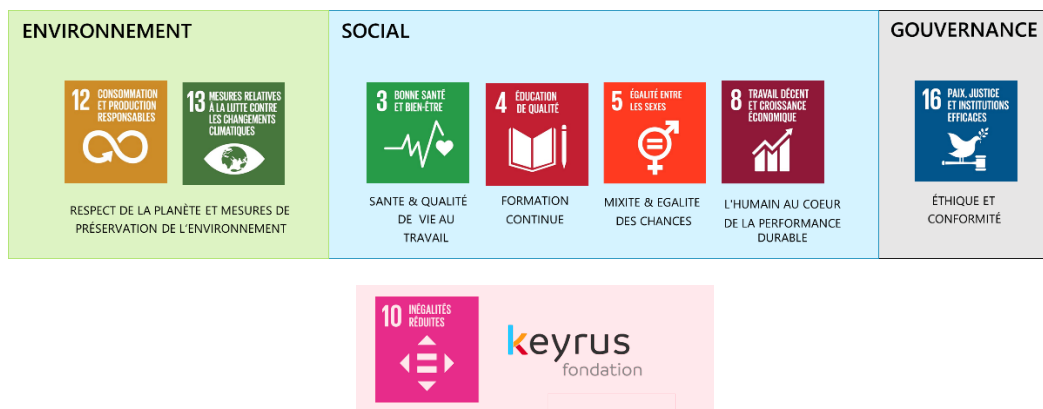 ENVIRONNEMENT
12 CONSOMMATION
ET PRODUCTION
RESPONSABLES
13 MESURES RELATIVES
À LA LUTTE CONTRE
LES CHANGEMENTS
CLIMATIQUES
RESPECT DE LA PLANÈTE ET MESURES DE
PRÉSERVATION DE L'ENVIRONNEMENT
SOCIAL
3 BONNE SANTÉ
ET BIEN-ÊTRE
SANTE & QUALITÉ
DE VIE AU
TRAVAIL
4 ÉDUCATION
DE QUALITÉ
FORMATION
CONTINUE
5 ÉGALITÉ ENTRE
LES SEXES
MIXITE & EGALITE
DES CHANCES
8 TRAVAIL DÉCENT
ET CROISSANCE
ÉCONOMIQUE
L'HUMAIN AU COEUR
DE LA PERFORMANCE
DURABLE
GOUVERNANCE
16 PAIX, JUSTICE
ET INSTITUTIONS
EFFICACES
ÉTHIQUE ET
CONFORMITÉ
10 INÉGALITÉS
RÉDUITES
keyrus
fondation